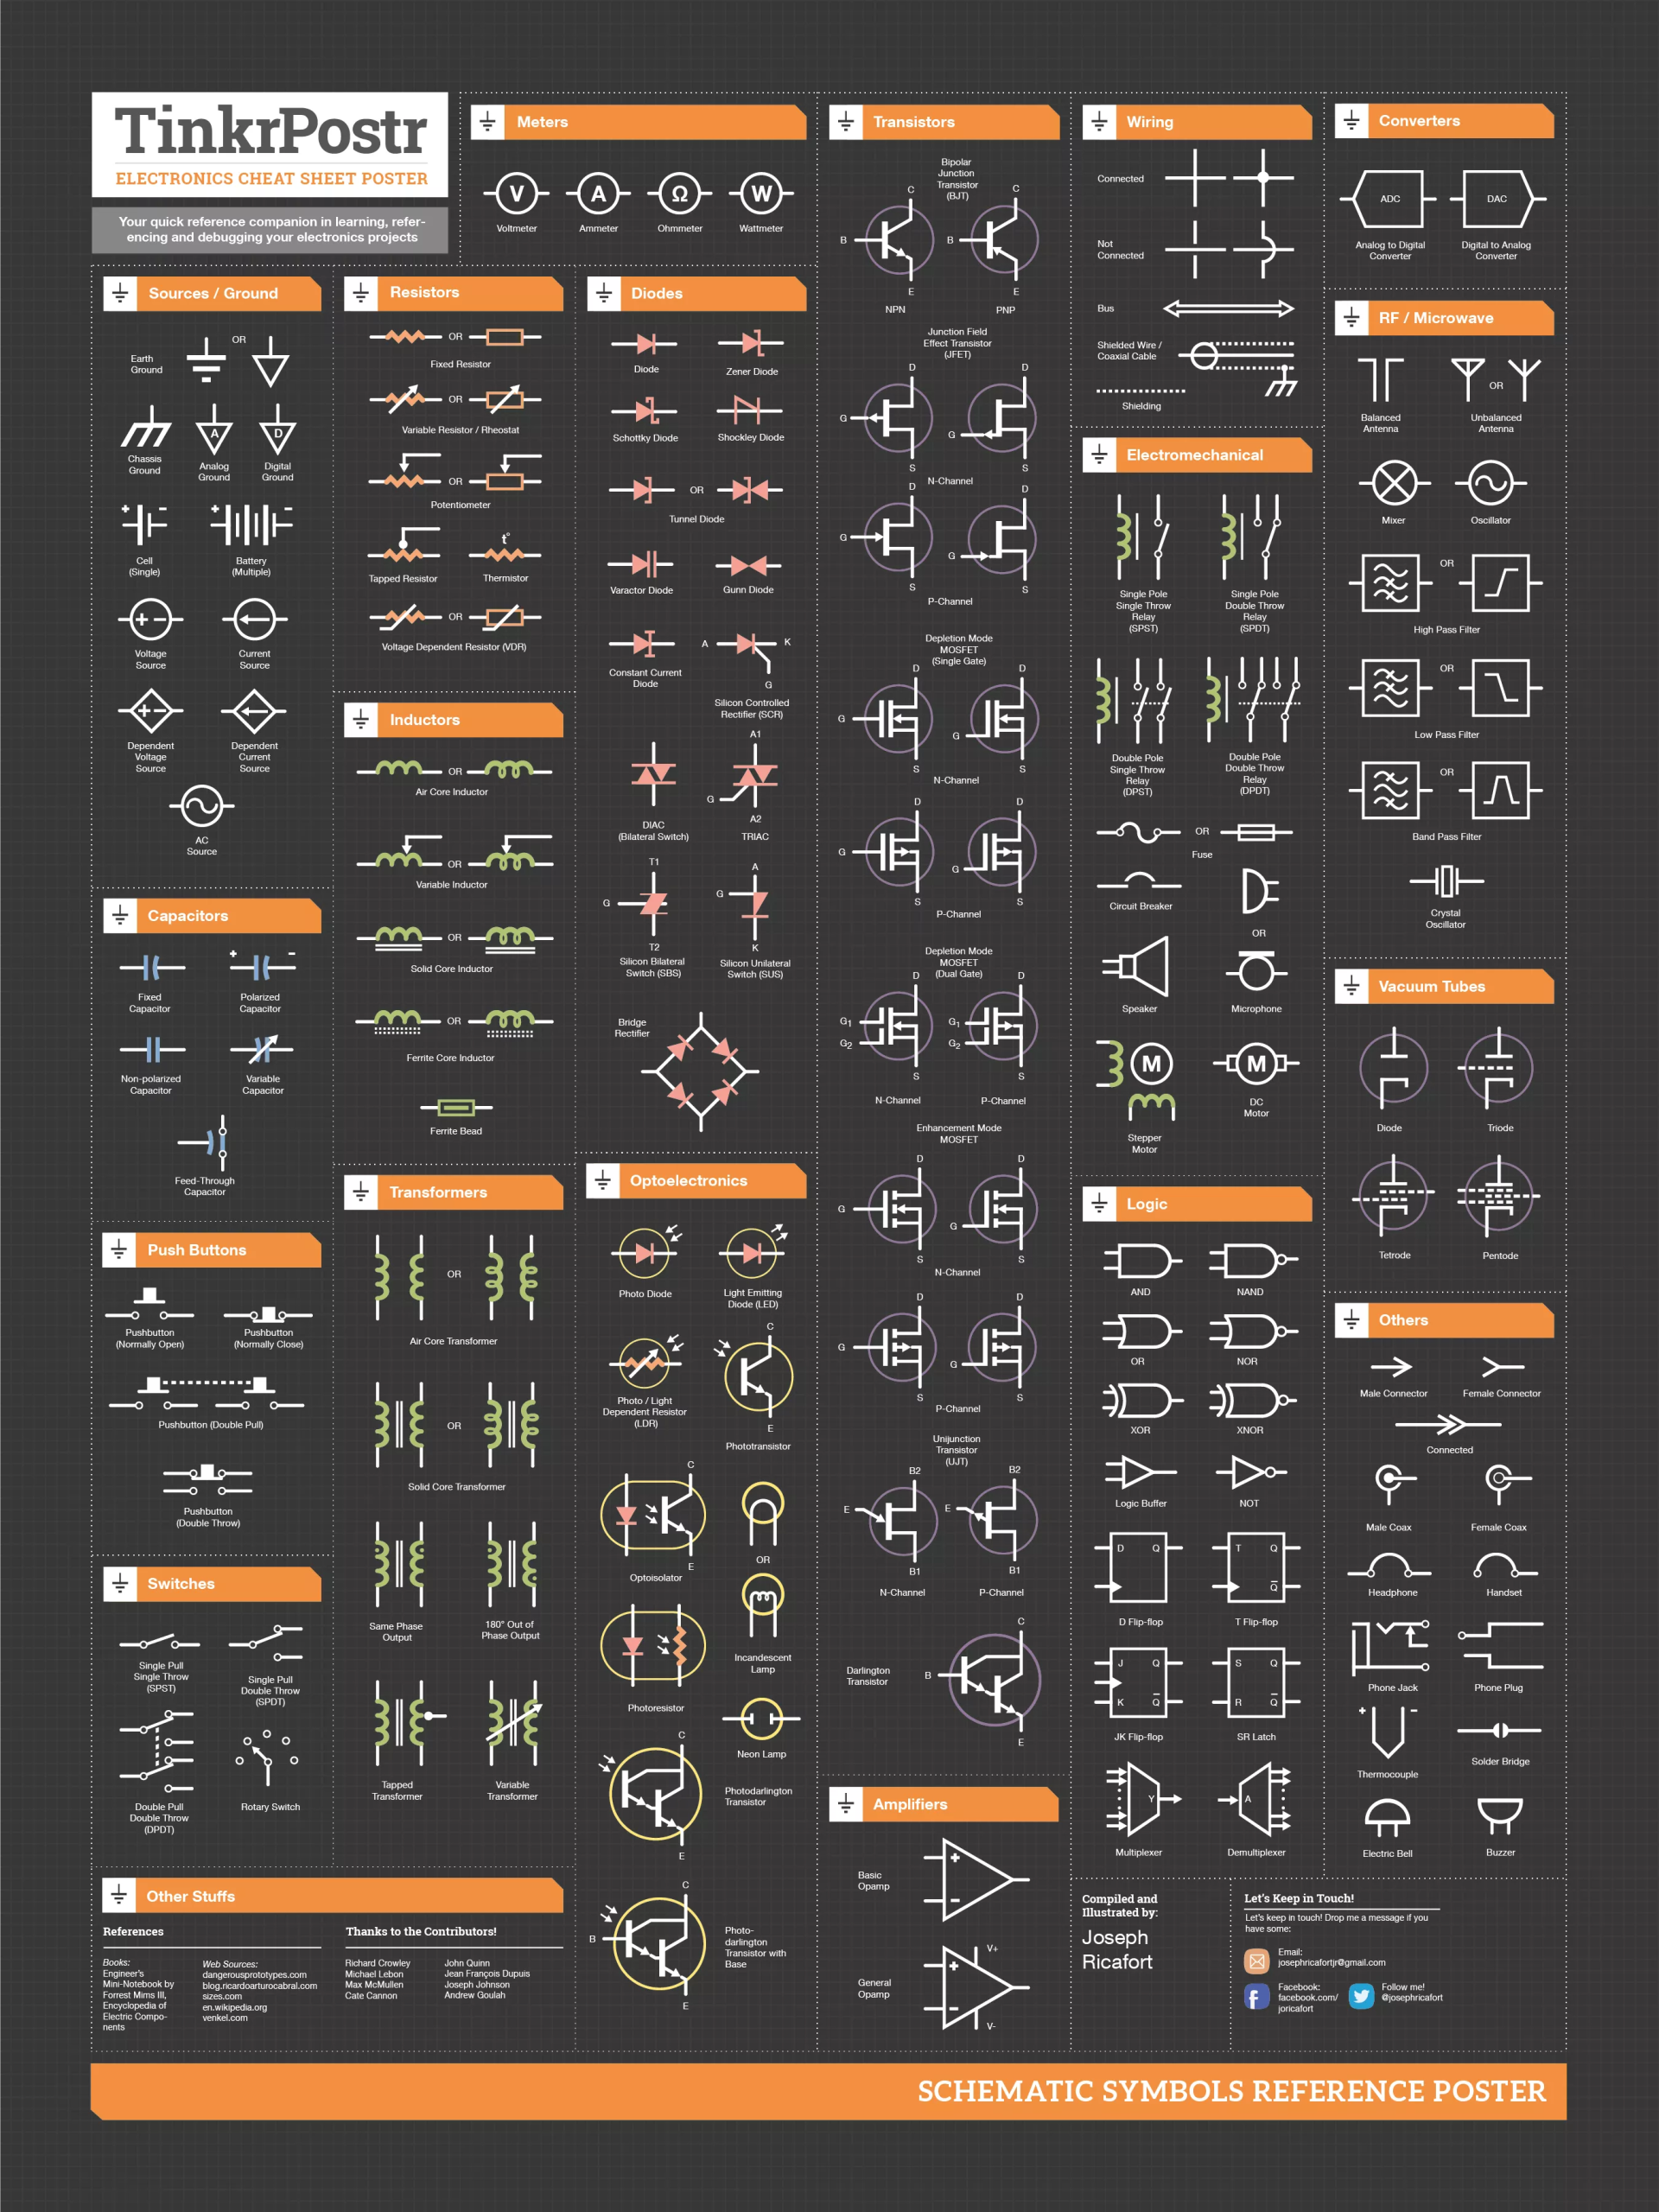 TinkrPostr
ELECTRONICS CHEAT SHEET POSTER
Your quick reference companion in learning, refer-
encing and debugging your electronics projects
Meters
V
A
Ω
W
Voltmeter
Ammeter
Ohmmeter
Wattmeter
Sources / Ground
Earth
Ground
OR
Chassis
Ground
A
Analog
Ground
D
Digital
Ground
+ -
Cell
(Single)
+ -
Battery
(Multiple)
+ -
Voltage
Source
Current
Source
+ -
Dependent
Voltage
Source
Dependent
Current
Source
AC
Source
Capacitors
Fixed
Capacitor
+ -
Polarized
Capacitor
Non-polarized
Capacitor
Variable
Capacitor
Feed-Through
Capacitor
Push Buttons
Pushbutton
(Normally Open)
Pushbutton
(Normally Close)
Pushbutton (Double Pull)
Pushbutton
(Double Throw)
Switches
Single Pull
Single Throw
(SPST)
Single Pull
Double Throw
(SPDT)
Double Pull
Double Throw
(DPDT)
Rotary Switch
Resistors
OR
Fixed Resistor
OR
Variable Resistor / Rheostat
OR
Potentiometer
Tapped Resistor
t°
Thermistor
OR
Voltage Dependent Resistor (VDR)
Inductors
OR
Air Core Inductor
OR
Variable Inductor
OR
Solid Core Inductor
OR
Ferrite Core Inductor
Ferrite Bead
Transformers
OR
Air Core Transformer
OR
Solid Core Transformer
Same Phase
Output
180° Out of
Phase Output
Tapped
Transformer
Variable
Transformer
Diodes
Diode
Zener Diode
Schottky Diode
Shockley Diode
OR
Tunnel Diode
Varactor Diode
Gunn Diode
Constant Current
Diode
A
K
G
Silicon Controlled
Rectifier (SCR)
DIAC
(Bilateral Switch)
A1
G
A2
TRIAC
T1
G
T2
Silicon Bilateral
Switch (SBS)
A
G
K
Silicon Unilateral
Switch (SUS)
Bridge
Rectifier
Optoelectronics
Photo Diode
Light Emitting
Diode (LED)
Photo / Light
Dependent Resistor
(LDR)
C
E
Phototransistor
C
E
Optoisolator
OR
Incandescent
Lamp
Photoresistor
Neon Lamp
C
E
Photodarlington
Transistor
C
B
E
Photo-
darlington
Transistor with
Base
Transistors
Bipolar
Junction
Transistor
(BJT)
C
B
E
NPN
C
B
E
PNP
Junction Field
Effect Transistor
(JFET)
D
G
S
D
G
S
N-Channel
D
G
S
D
G
S
P-Channel
Depletion Mode
MOSFET
(Single Gate)
D
G
S
D
G
S
N-Channel
D
G
S
D
G
S
P-Channel
Depletion Mode
MOSFET
(Dual Gate)
D
G1
G2
S
N-Channel
D
G1
G2
S
P-Channel
Enhancement Mode
MOSFET
D
G
S
D
G
S
N-Channel
D
G
S
D
G
S
P-Channel
Unijunction
Transistor
(UJT)
B2
E
B1
N-Channel
B2
E
B1
P-Channel
Darlington
Transistor
C
B
E
Amplifiers
Basic
Opamp
+
-
General
Opamp
+
-
V+
V-
Wiring
Connected
Not
Connected
Bus
Shielded Wire /
Coaxial Cable
Shielding
Electromechanical
Single Pole
Single Throw
Relay
(SPST)
Single Pole
Double Throw
Relay
(SPDT)
Double Pole
Single Throw
Relay
(DPST)
Double Pole
Double Throw
Relay
(DPDT)
OR
Fuse
Circuit Breaker
OR
Speaker
Microphone
M
Stepper
Motor
M
DC
Motor
Logic
AND
NAND
OR
NOR
XOR
XNOR
Logic Buffer
NOT
D Q
D Flip-flop
T Q
Q̅
T Flip-flop
J Q
K Q̅
JK Flip-flop
S Q
R Q̅
SR Latch
Y
Multiplexer
A
Demultiplexer
Converters
ADC
DAC
Analog to Digital
Converter
Digital to Analog
Converter
RF / Microwave
Balanced
Antenna
OR
Unbalanced
Antenna
Mixer
Oscillator
OR
High Pass Filter
OR
Low Pass Filter
OR
Band Pass Filter
Crystal
Oscillator
Vacuum Tubes
Diode
Triode
Tetrode
Pentode
Others
Male Connector
Female Connector
Connected
Male Coax
Female Coax
Headphone
Handset
Phone Jack
Phone Plug
+ -
Thermocouple
Solder Bridge
Electric Bell
Buzzer
Other Stuffs
References
Books:
Engineer's
Mini-Notebook by
Forrest Mims III,
Encyclopedia of
Electric Compo-
nents
Web Sources:
dangerousprototypes.com
blog.ricardoarturocabral.com
sizes.com
en.wikipedia.org
venkel.com
Thanks to the Contributors!
Richard Crowley
Michael Lebon
Max McMullen
Cate Cannon
John Quinn
Jean François Dupuis
Joseph Johnson
Andrew Goulah
Compiled and
Illustrated by:
Joseph
Ricafort
Let's Keep in Touch!
Let's keep in touch! Drop me a message if you
have some:
Email:
josephricafortjr@gmail.com
Facebook:
facebook.com/
joricafort
Follow me!
@josephricafort
SCHEMATIC SYMBOLS REFERENCE POSTER